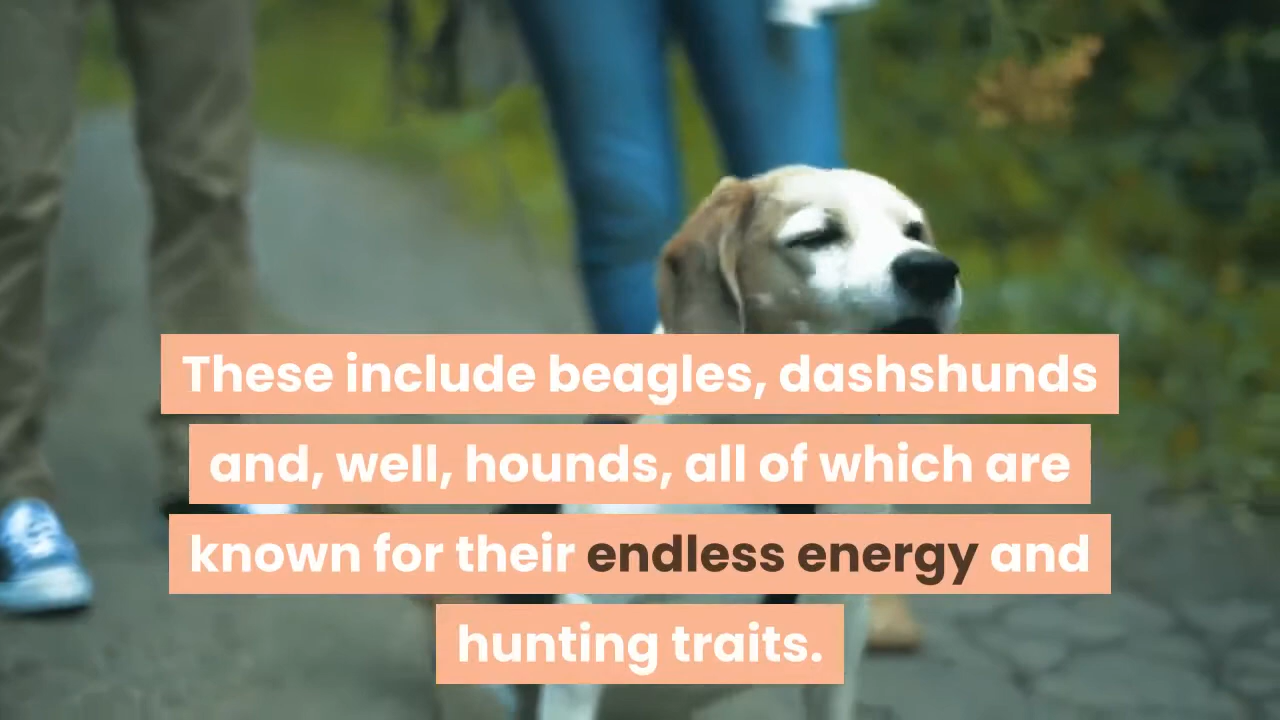 These include beagles, dashshunds
and, well, hounds, all of which are
known for their endless energy and
hunting traits.